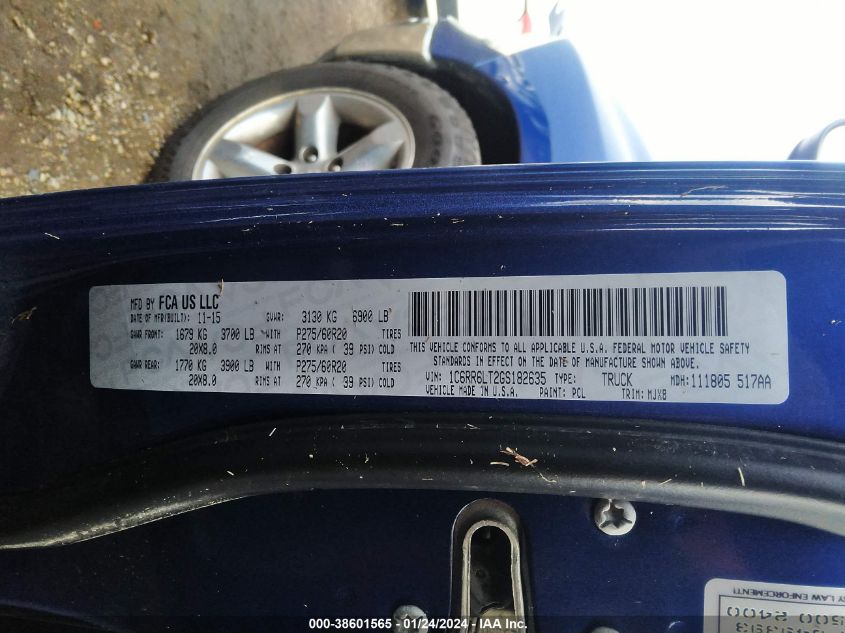 MFD BY FCA US LLC
DATE OF MFR(BUILT): 11-15 GVWR: 3130 KG 6900 LB
GAWR FRONT: 1679 KG 3700 LB WITH P275/60R20 TIRES
20X8.0 RIMS AT 270 KPA ( 39 PSI) COLD
GAWR REAR: 1770 KG 3900 LB WITH P275/60R20 TIRES
20X8.0 RIMS AT 270 KPA ( 39 PSI) COLD
THIS VEHICLE CONFORMS TO ALL APPLICABLE U.S.A. FEDERAL MOTOR VEHICLE SAFETY
STANDARDS IN EFFECT ON THE DATE OF MANUFACTURE SHOWN ABOVE.
VIN: 1C6RR6LT2GS182635 TYPE: TRUCK MDH: 111805 517AA
VEHICLE MADE IN U.S.A. PAINT: PCL TRIM: MJX8
Y LAW ENFORCEMENT!
000-38601565 - 01/24/2024 - IAA Inc.